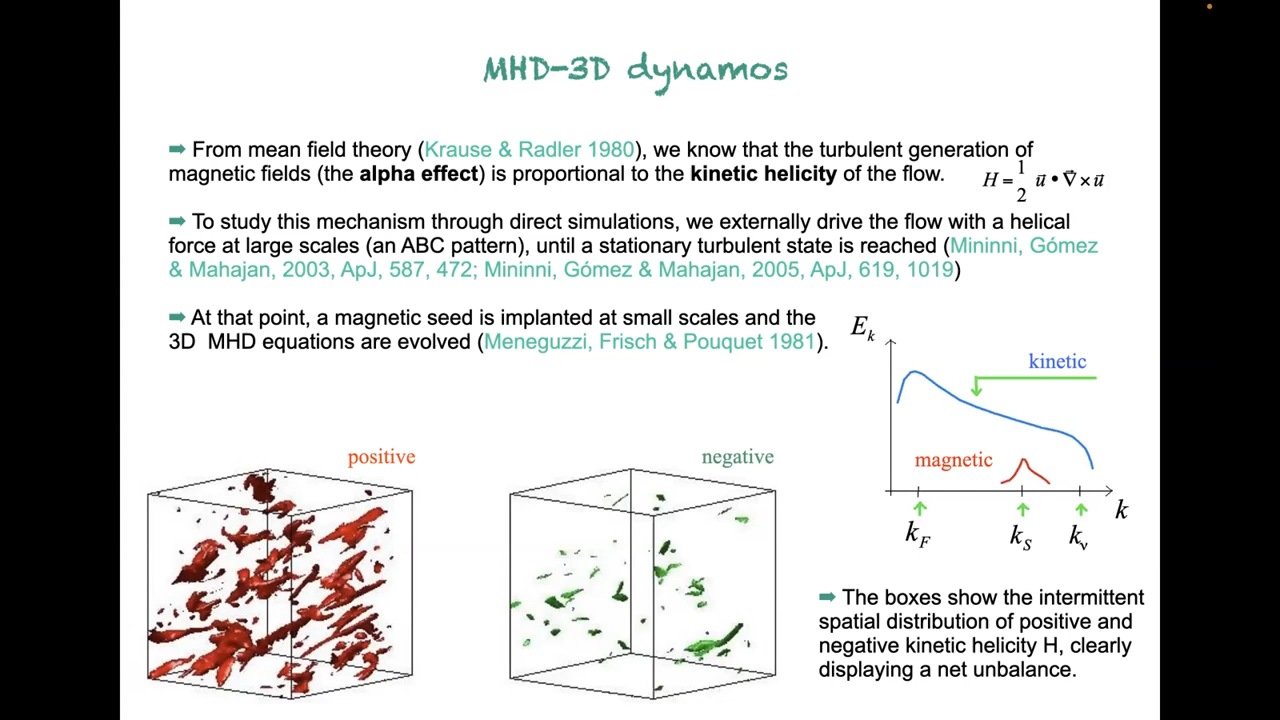 MHD-3D dynamos
➡ From mean field theory (Krause & Radler 1980), we know that the turbulent generation of
magnetic fields (the alpha effect) is proportional to the kinetic helicity of the flow.
H = 1/2 u⃗ • ∇⃗ × u⃗
➡ To study this mechanism through direct simulations, we externally drive the flow with a helical
force at large scales (an ABC pattern), until a stationary turbulent state is reached (Mininni, Gómez
& Mahajan, 2003, ApJ, 587, 472; Mininni, Gómez & Mahajan, 2005, ApJ, 619, 1019)
➡ At that point, a magnetic seed is implanted at small scales and the
3D MHD equations are evolved (Meneguzzi, Frisch & Pouquet 1981).
E_k
kinetic
magnetic
k
k_F
k_S
k_ν
positive
negative
➡ The boxes show the intermittent
spatial distribution of positive and
negative kinetic helicity H, clearly
displaying a net unbalance.